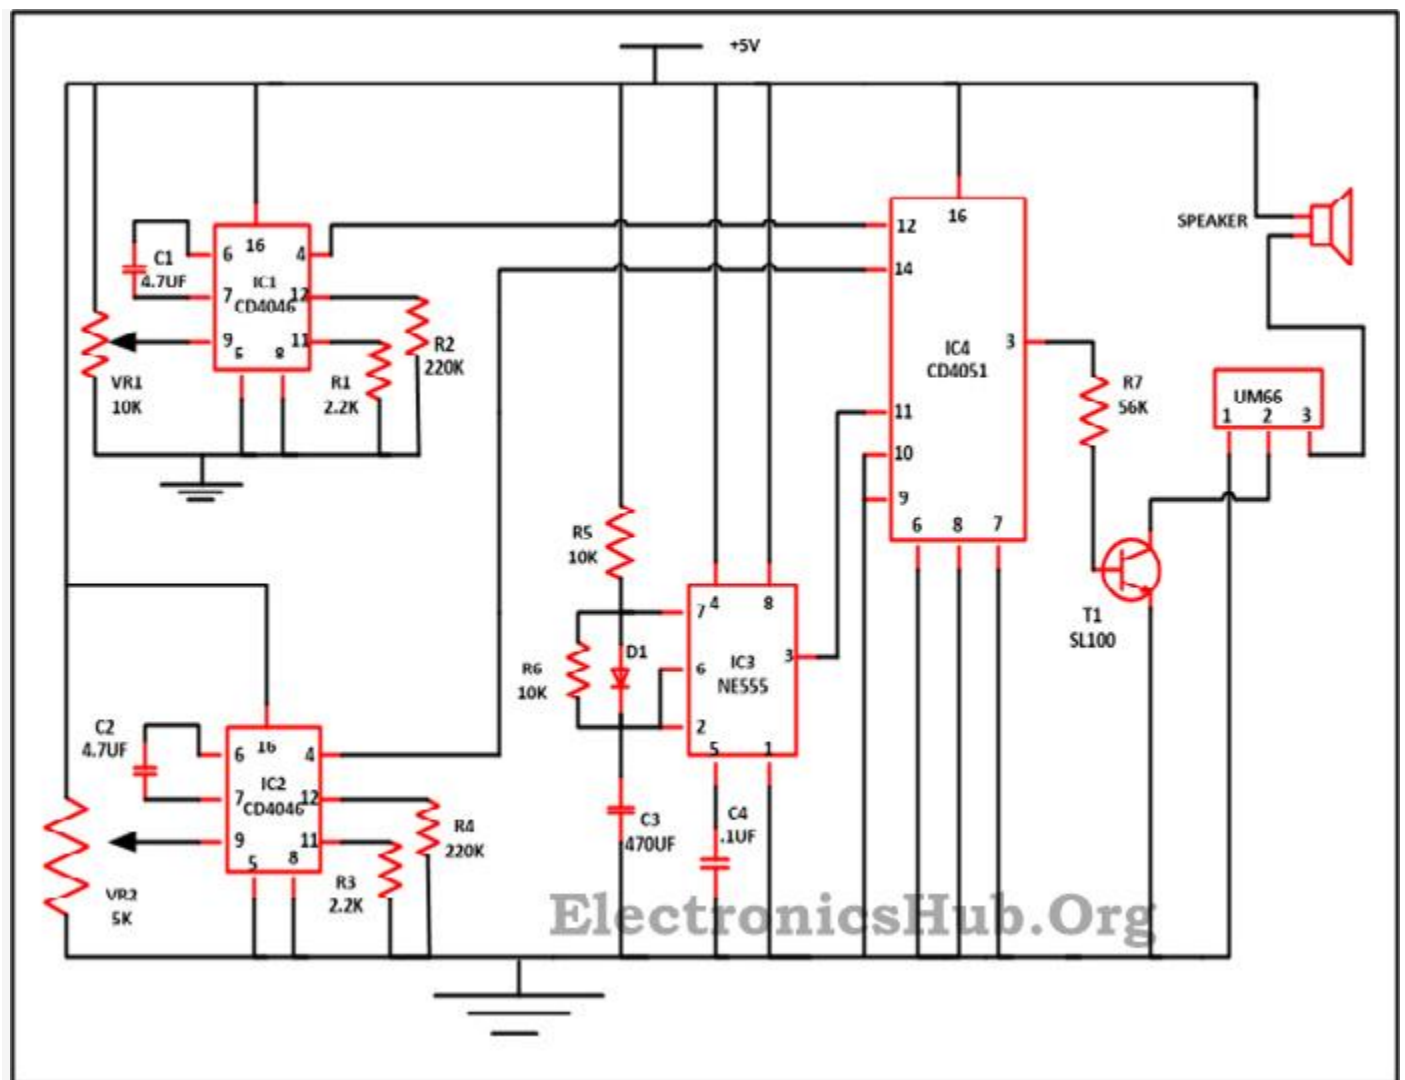 +5V
SPEAKER
16
6
4
IC1
CD4046
7
12
9
11
5
8
C1
4.7UF
VR1
10K
R2
220K
R1
2.2K
16
12
14
IC4
CD4051
3
11
10
9
6
8
7
R7
56K
UM66
1
2
3
T1
SL100
R5
10K
D1
R6
10K
4
8
7
6
2
3
5
1
IC3
NE555
C3
470UF
C4
.1UF
C2
4.7UF
6
16
4
IC2
CD4046
7
12
9
11
5
8
R4
220K
R3
2.2K
VR2
5K
ElectronicsHub.Org